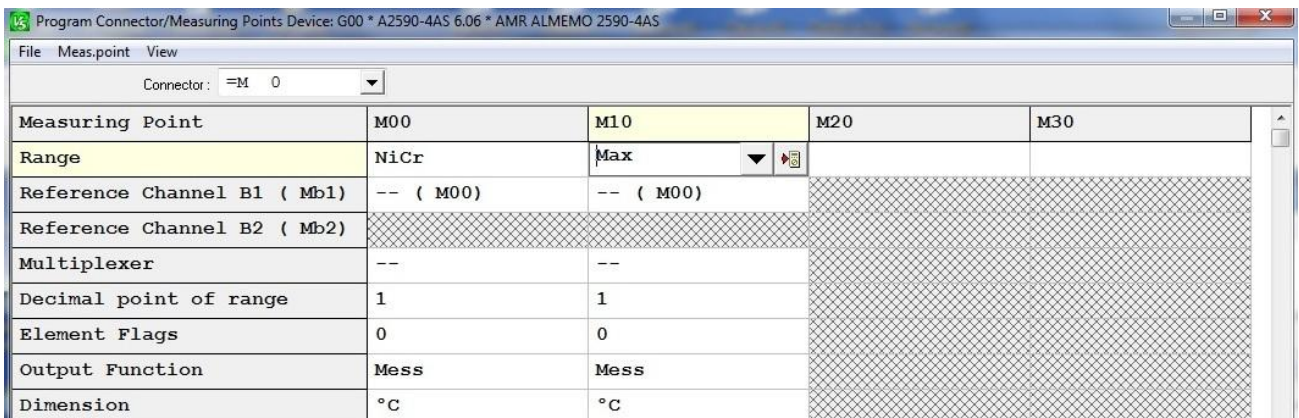 Program Connector/Measuring Points Device: G00 * A2590-4AS 6.06 * AMR ALMEMO 2590-4AS
File Meas.point View
Connector : =M 0
Measuring Point M00 M10 M20 M30
Range NiCr Max
Reference Channel B1 ( Mb1) -- ( M00) -- ( M00)
Reference Channel B2 ( Mb2)
Multiplexer -- --
Decimal point of range 1 1
Element Flags 0 0
Output Function Mess Mess
Dimension °C °C